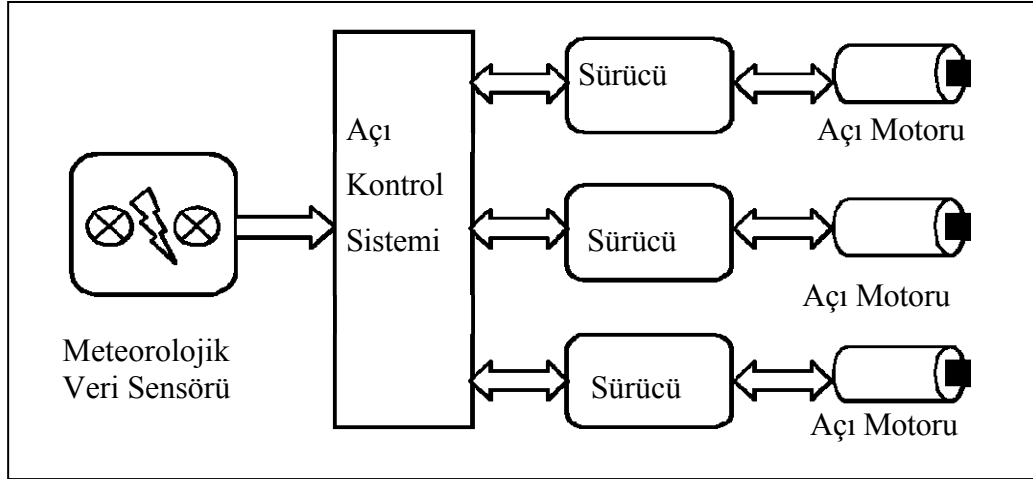 Meteorolojik
Veri Sensörü
Açı
Kontrol
Sistemi
Sürücü
Açı Motoru
Sürücü
Açı Motoru
Sürücü
Açı Motoru